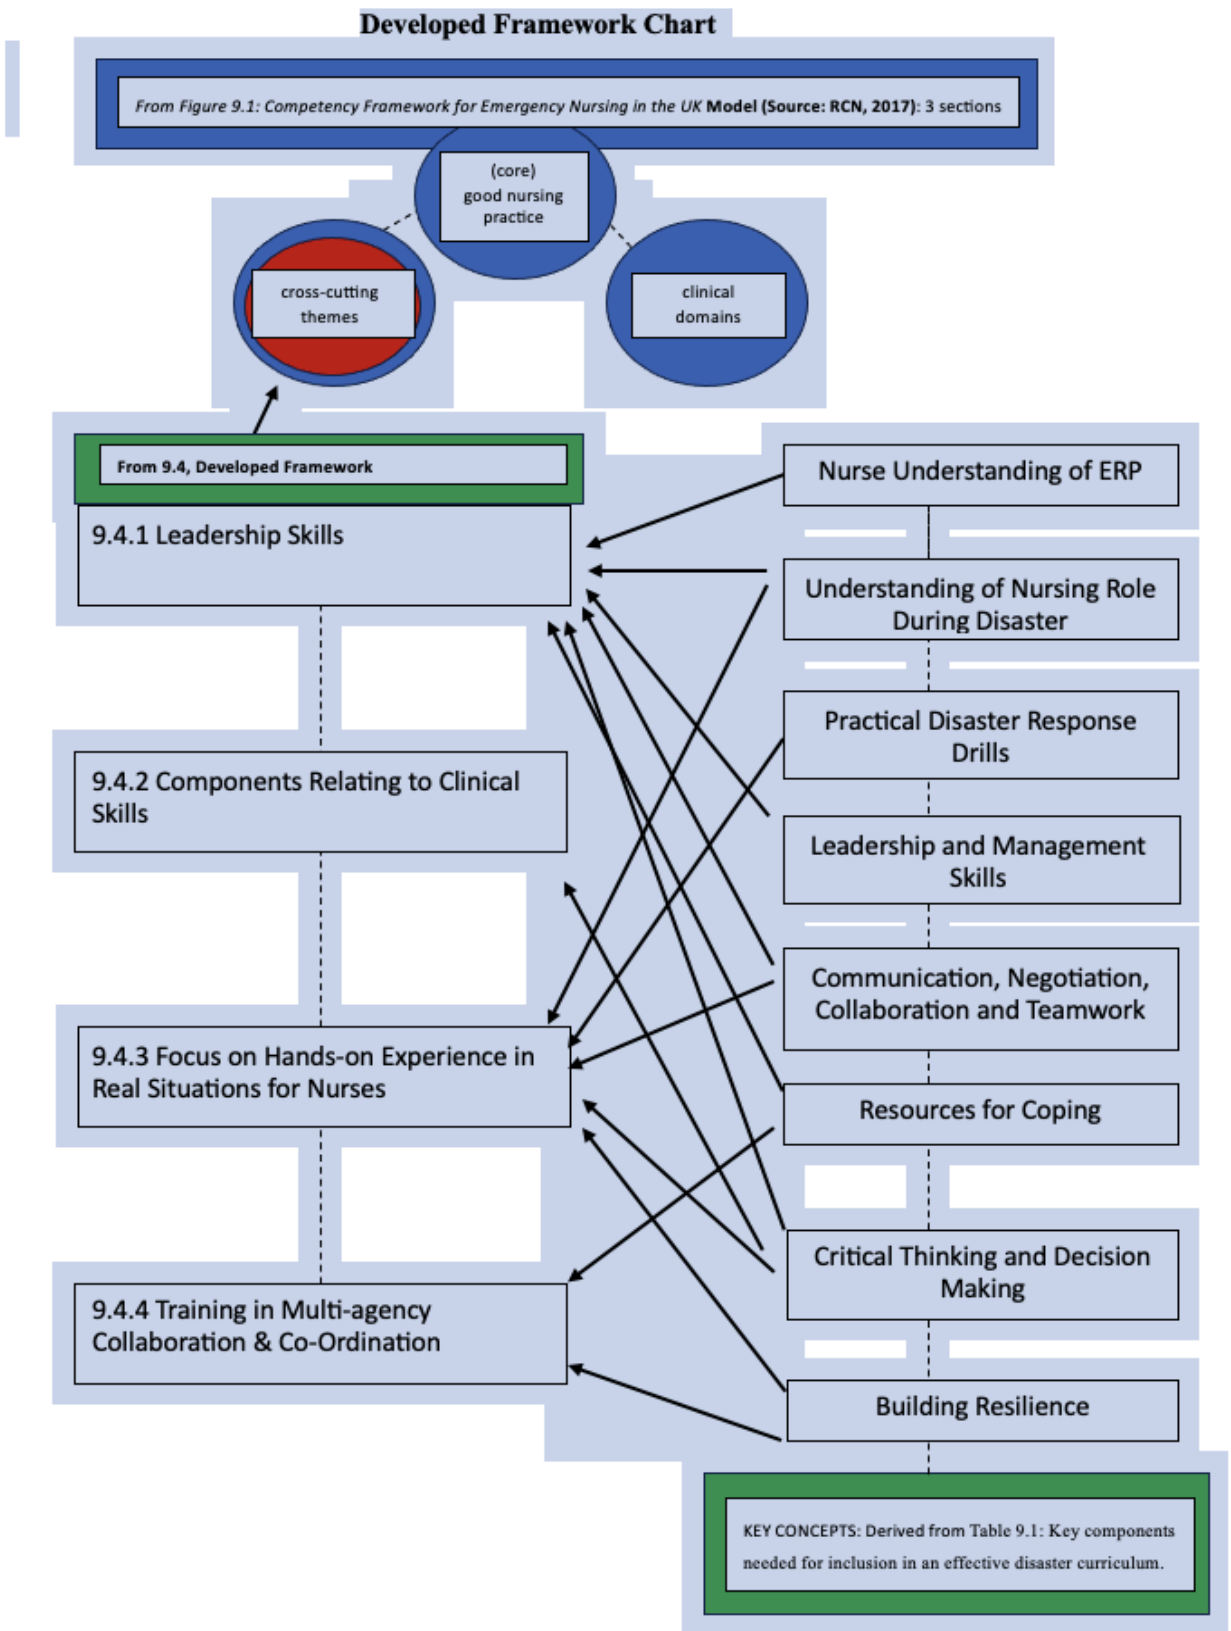 Developed Framework Chart
From Figure 9.1: Competency Framework for Emergency Nursing in the UK Model (Source: RCN, 2017): 3 sections
(core)
good nursing
practice
cross-cutting
themes
clinical
domains
From 9.4, Developed Framework
9.4.1 Leadership Skills
9.4.2 Components Relating to Clinical
Skills
9.4.3 Focus on Hands-on Experience in
Real Situations for Nurses
9.4.4 Training in Multi-agency
Collaboration & Co-Ordination
Nurse Understanding of ERP
Understanding of Nursing Role
During Disaster
Practical Disaster Response
Drills
Leadership and Management
Skills
Communication, Negotiation,
Collaboration and Teamwork
Resources for Coping
Critical Thinking and Decision
Making
Building Resilience
KEY CONCEPTS: Derived from Table 9.1: Key components
needed for inclusion in an effective disaster curriculum.